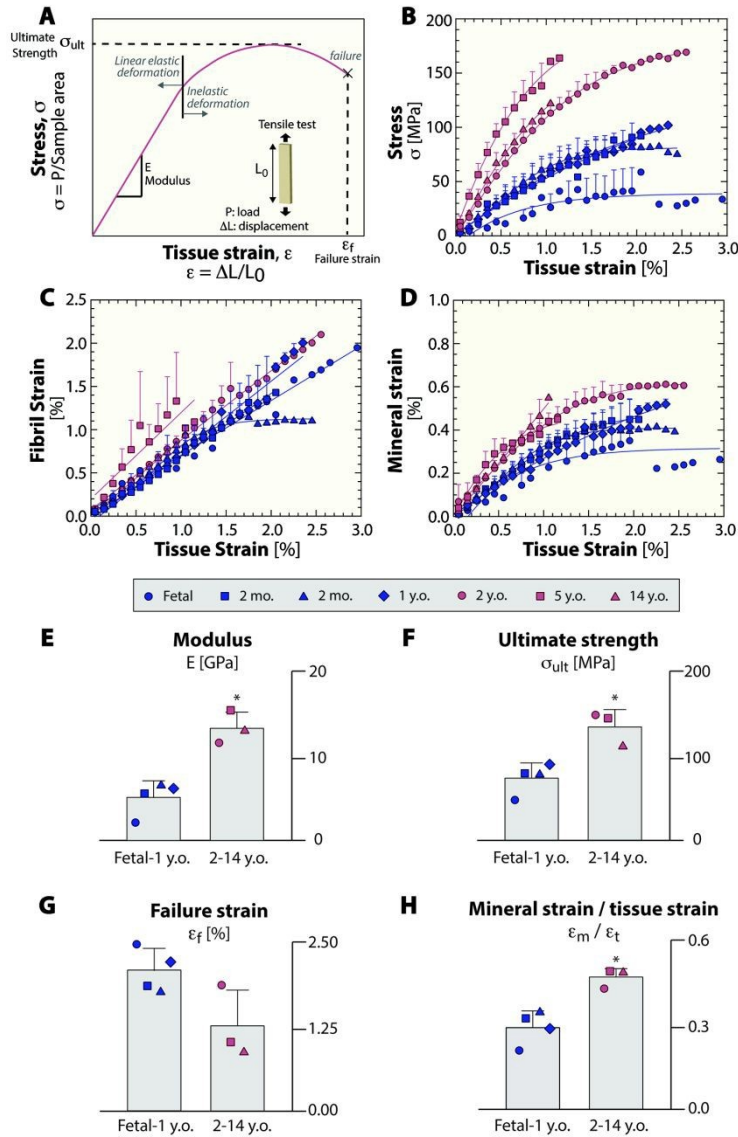 A
Ultimate Strength σult
failure
Linear elastic deformation
Inelastic deformation
Tensile test
E
Modulus
L0
P: load
ΔL: displacement
Stress, σ
σ = P/Sample area
εf
Failure strain
Tissue strain, ε
ε = ΔL/L0
B
200
150
100
50
0
Stress
σ [MPa]
0.0 0.5 1.0 1.5 2.0 2.5 3.0
Tissue strain [%]
C
2.5
2.0
1.5
1.0
0.5
0.0
Fibril Strain
[%]
0.0 0.5 1.0 1.5 2.0 2.5 3.0
Tissue Strain [%]
D
1.0
0.8
0.6
0.4
0.2
0.0
Mineral strain
[%]
0.0 0.5 1.0 1.5 2.0 2.5 3.0
Tissue Strain [%]
Fetal 2 mo. 2 mo. 1 y.o. 2 y.o. 5 y.o. 14 y.o.
E
Modulus
E [GPa]
20
*
10
0
Fetal-1 y.o. 2-14 y.o.
F
Ultimate strength
σult [MPa]
200
*
100
0
Fetal-1 y.o. 2-14 y.o.
G
Failure strain
εf [%]
2.50
1.25
0.00
Fetal-1 y.o. 2-14 y.o.
H
Mineral strain / tissue strain
εm / εt
0.6
*
0.3
0.0
Fetal-1 y.o. 2-14 y.o.